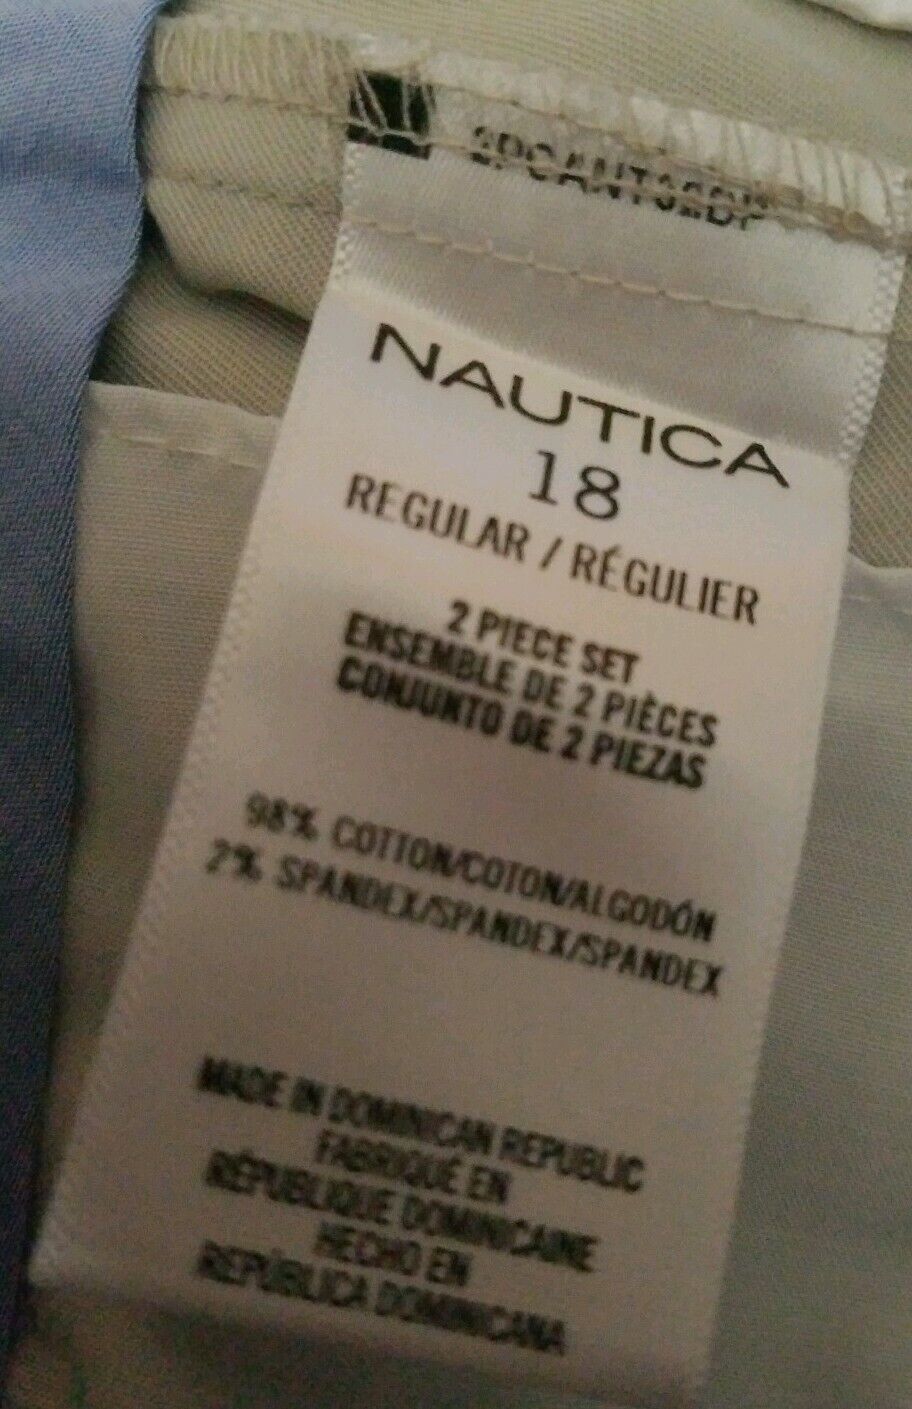 NAUTICA
18
REGULAR / RÉGULIER
2 PIECE SET
ENSEMBLE DE 2 PIÈCES
CONJUNTO DE 2 PIEZAS
98% COTTON/COTON/ALGODÓN
2% SPANDEX/SPANDEX/SPANDEX
MADE IN DOMINICAN REPUBLIC
FABRIQUÉ EN
RÉPUBLIQUE DOMINICAINE
HECHO EN
REPÚBLICA DOMINICANA